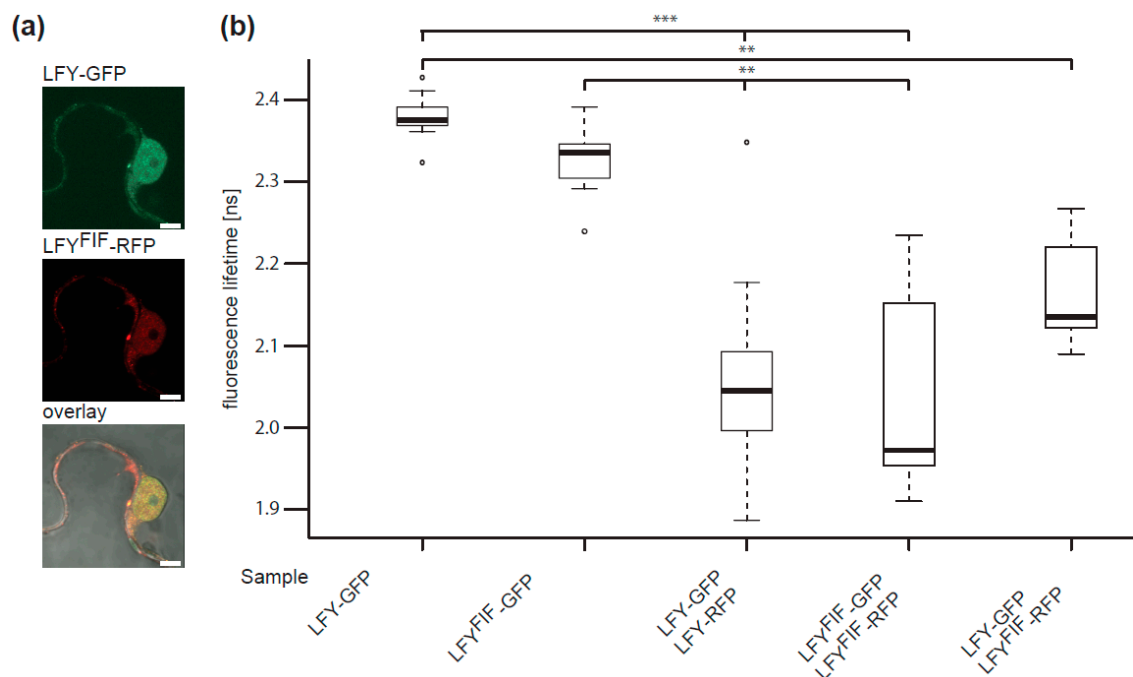 (a)
LFY-GFP
LFYFIF-RFP
overlay
(b)
***
**
**
fluorescence lifetime [ns]
2.4
2.3
2.2
2.1
2.0
1.9
Sample
LFY-GFP
LFYFIF-GFP
LFY-GFP
LFY-RFP
LFYFIF-GFP
LFYFIF-RFP
LFY-GFP
LFYFIF-RFP